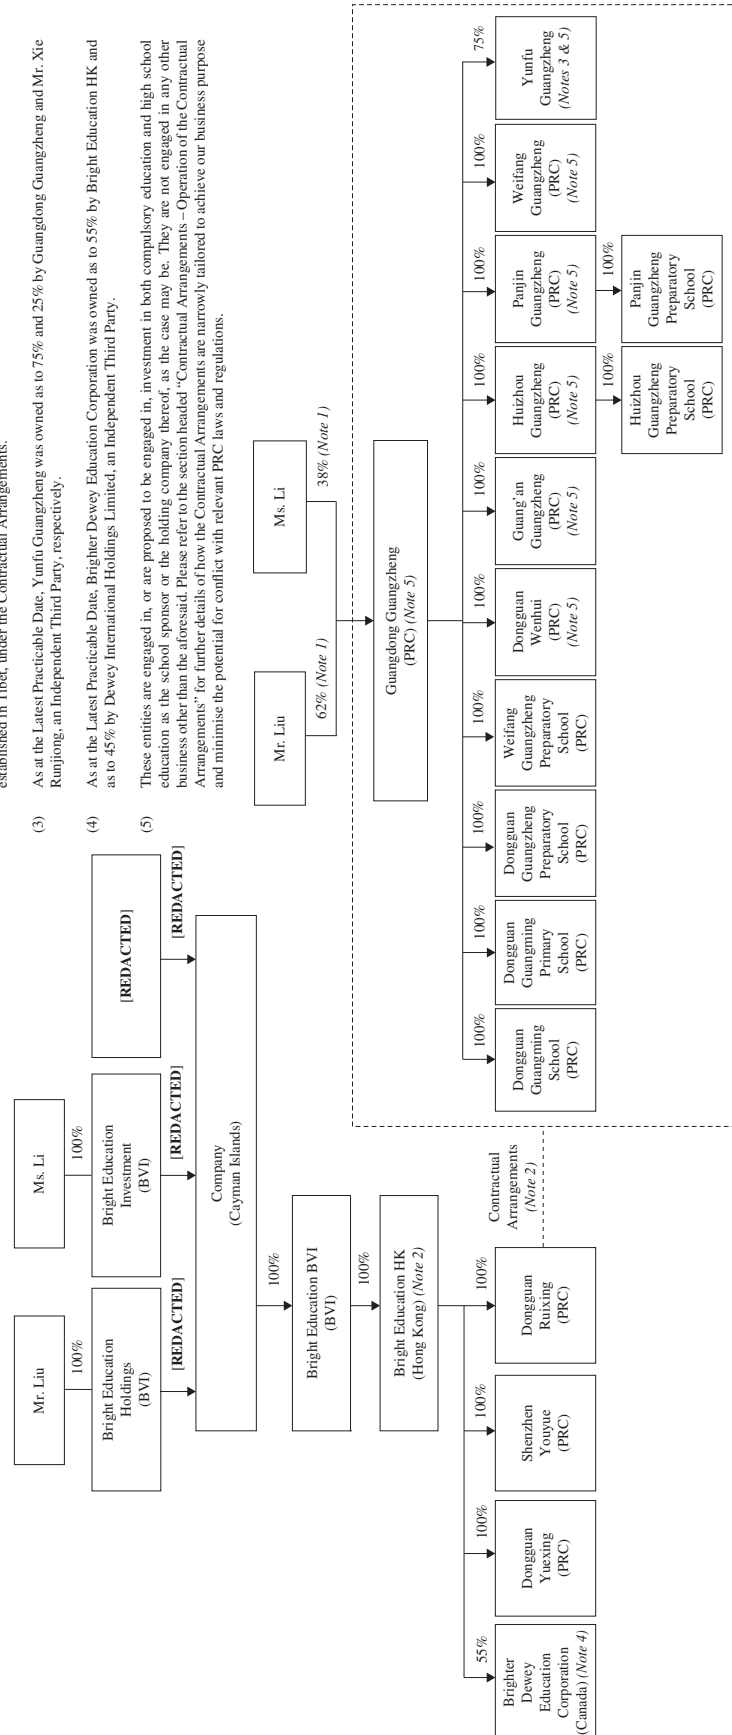 Mr. Liu
Ms. Li
100%
100%
Bright Education
Holdings
(BVI)
Bright Education
Investment
(BVI)
[REDACTED]
[REDACTED]
[REDACTED]
[REDACTED]
Company
(Cayman Islands)
100%
Bright Education BVI
(BVI)
100%
Bright Education HK
(Hong Kong) (Note 2)
55%
100%
100%
100%
Brighter
Dewey
Education
Corporation
(Canada) (Note 4)
Dongguan
Yuexing
(PRC)
Shenzhen
Youyue
(PRC)
Dongguan
Ruixing
(PRC)
Contractual
Arrangements
(Note 2)
established in Tibet, under the Contractual Arrangements.
(3) As at the Latest Practicable Date, Yunfu Guangzheng was owned as to 75% and 25% by Guangdong Guangzheng and Mr. Xie
Runjiong, an Independent Third Party, respectively.
(4) As at the Latest Practicable Date, Brighter Dewey Education Corporation was owned as to 55% by Bright Education HK and
as to 45% by Dewey International Holdings Limited, an Independent Third Party.
(5) These entities are engaged in, or are proposed to be engaged in, investment in both compulsory education and high school
education as the school sponsor or the holding company thereof, as the case may be. They are not engaged in any other
business other than the aforesaid. Please refer to the section headed “Contractual Arrangements – Operation of the Contractual
Arrangements” for further details of how the Contractual Arrangements are narrowly tailored to achieve our business purpose
and minimise the potential for conflict with relevant PRC laws and regulations.
Mr. Liu
Ms. Li
62% (Note 1)
38% (Note 1)
Guangdong Guangzheng
(PRC) (Note 5)
100%
100%
100%
100%
100%
100%
100%
100%
100%
75%
Dongguan
Guangming
School
(PRC)
Dongguan
Guangming
Primary
School
(PRC)
Dongguan
Guangzheng
Preparatory
School
(PRC)
Weifang
Guangzheng
Preparatory
School
(PRC)
Dongguan
Wenhui
(PRC)
(Note 5)
Guang’an
Guangzheng
(PRC)
(Note 5)
Huizhou
Guangzheng
(PRC)
(Note 5)
Panjin
Guangzheng
(PRC)
(Note 5)
Weifang
Guangzheng
(PRC)
(Note 5)
Yunfu
Guangzheng
(Notes 3 & 5)
100%
100%
Huizhou
Guangzheng
Preparatory
School
(PRC)
Panjin
Guangzheng
Preparatory
School
(PRC)